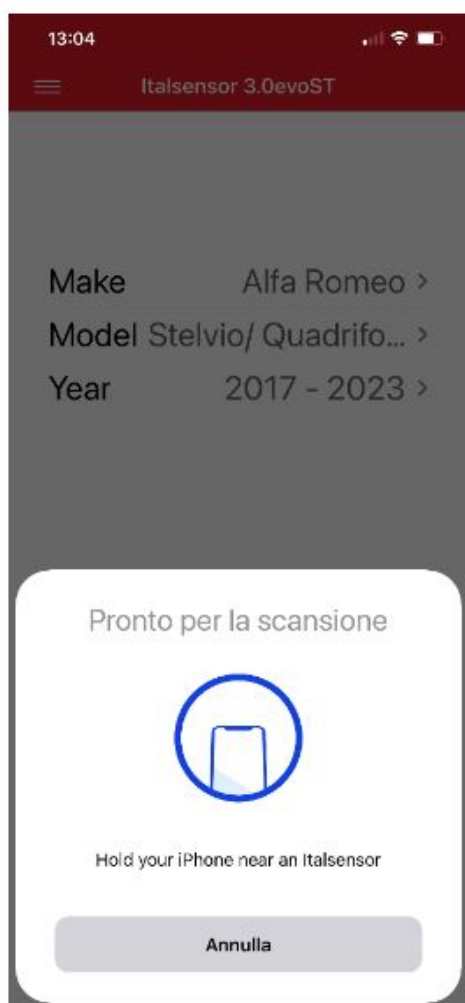 13:04
Italsensor 3.0evoST
Make Alfa Romeo >
Model Stelvio/ Quadrifo... >
Year 2017 - 2023 >
Pronto per la scansione
Hold your iPhone near an Italsensor
Annulla